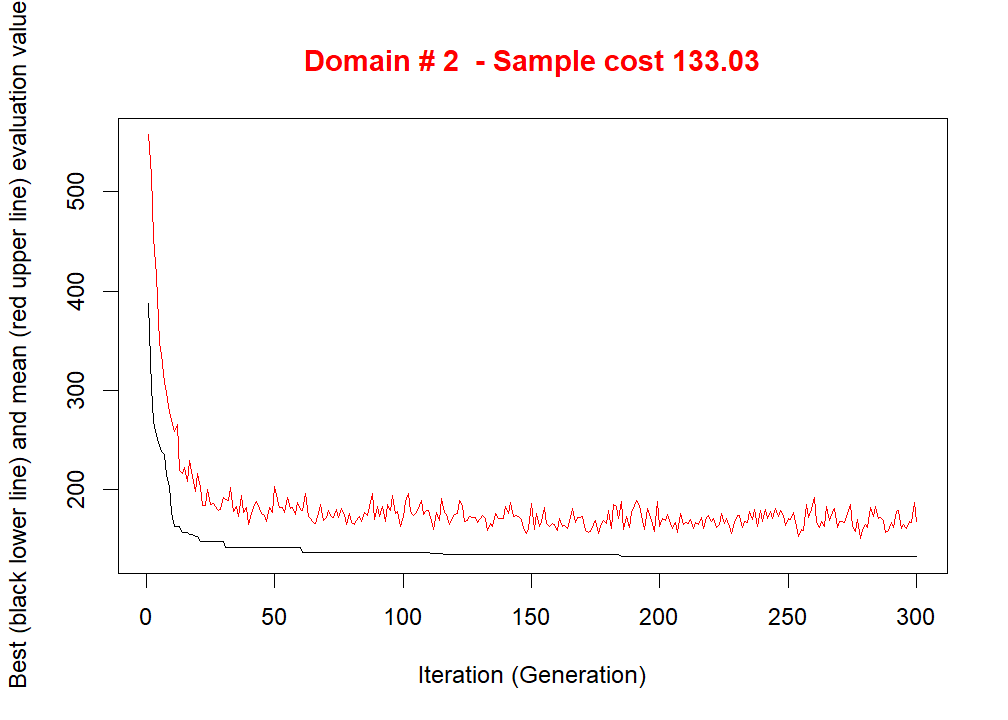 Domain # 2  - Sample cost 133.03
Best (black lower line) and mean (red upper line) evaluation value
500
400
300
200
0 50 100 150 200 250 300
Iteration (Generation)